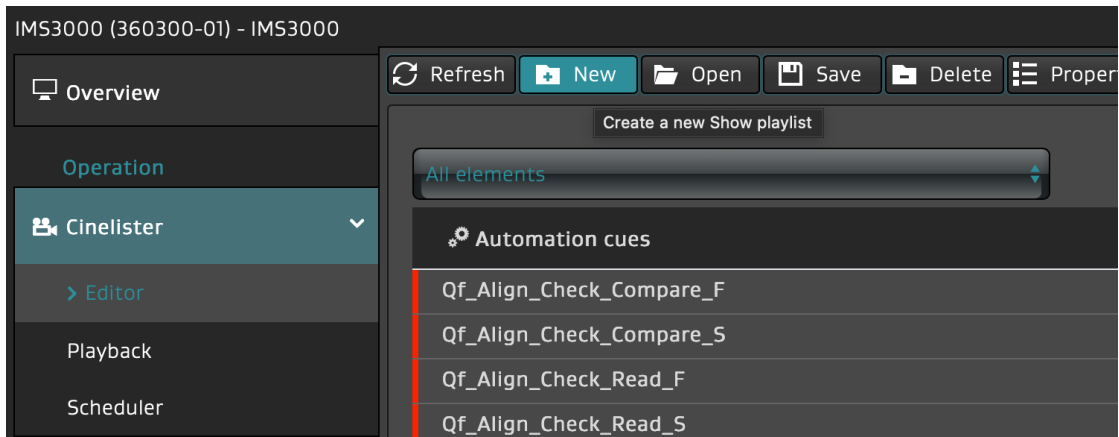 IMS3000 (360300-01) - IMS3000
Overview
Refresh New Open Save Delete Proper
Create a new Show playlist
Operation
All elements
Cinelister
Automation cues
Editor
Qf_Align_Check_Compare_F
Qf_Align_Check_Compare_S
Playback
Qf_Align_Check_Read_F
Scheduler
Qf_Align_Check_Read_S